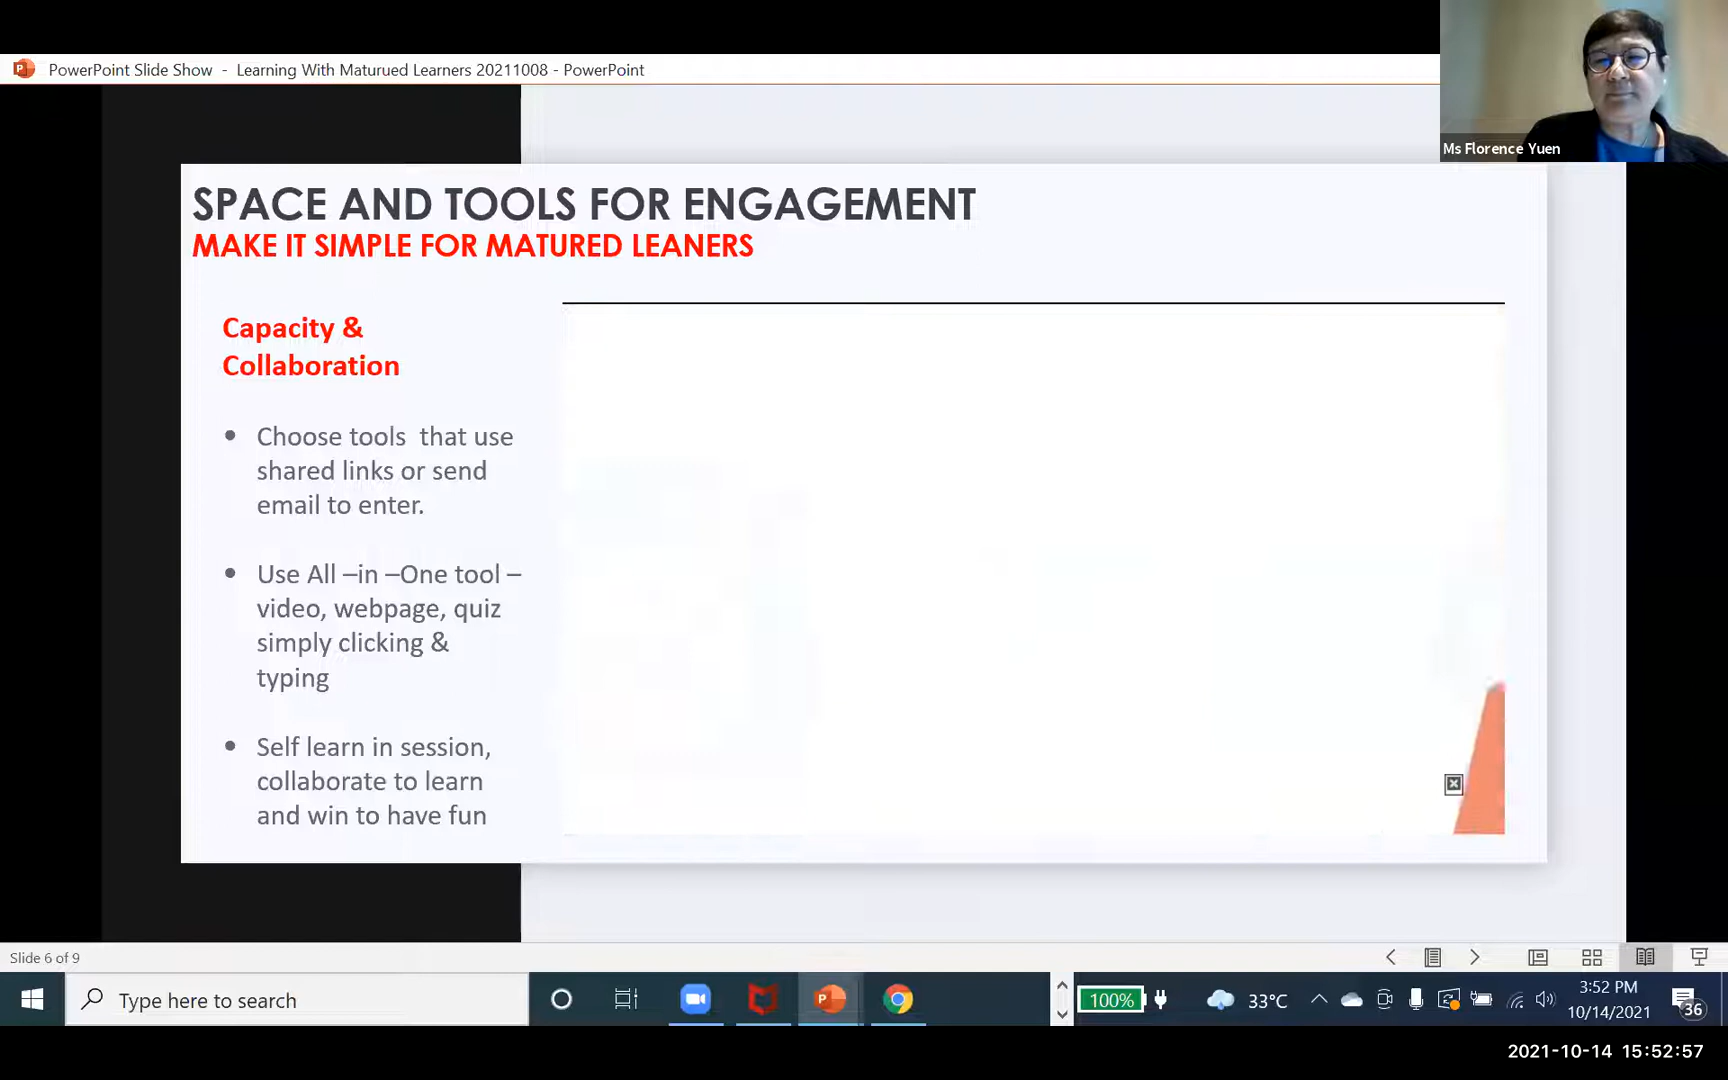 PowerPoint Slide Show - Learning With Maturued Learners 20211008 - PowerPoint
Ms Florence Yuen
SPACE AND TOOLS FOR ENGAGEMENT
MAKE IT SIMPLE FOR MATURED LEANERS
Capacity &
Collaboration
• Choose tools that use
shared links or send
email to enter.
• Use All –in –One tool –
video, webpage, quiz
simply clicking &
typing
• Self learn in session,
collaborate to learn
and win to have fun
Slide 6 of 9
Type here to search
100%
33°C
3:52 PM
10/14/2021
36
2021-10-14 15:52:57